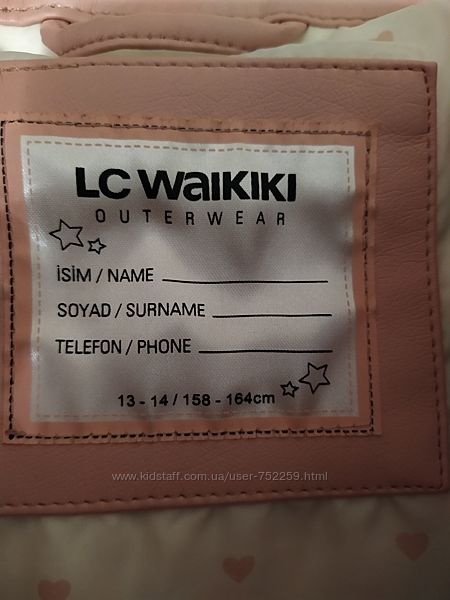 LC WAIKIKI
OUTERWEAR
İSİM / NAME
SOYAD / SURNAME
TELEFON / PHONE
13 - 14 / 158 - 164cm
www.kidstaff.com.ua/user-752259.html